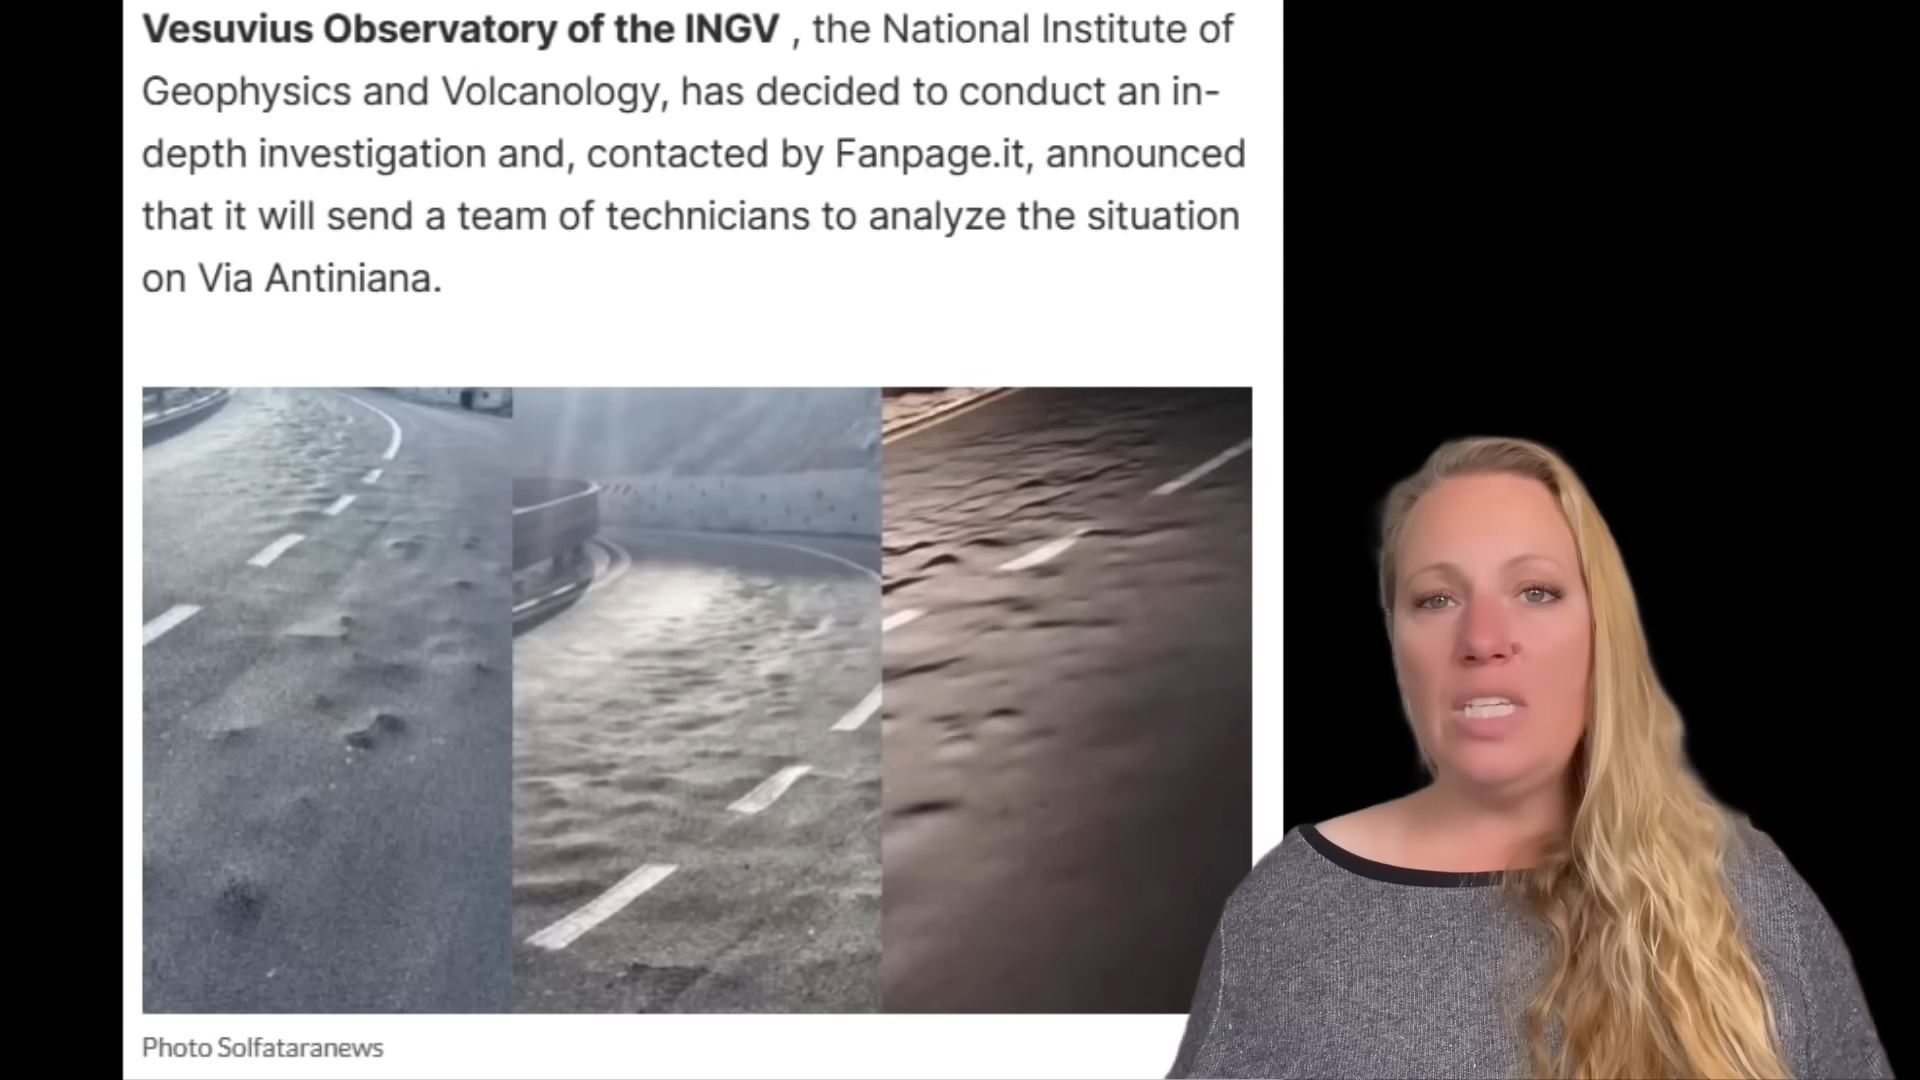 Vesuvius Observatory of the INGV , the National Institute of
Geophysics and Volcanology, has decided to conduct an in-
depth investigation and, contacted by Fanpage.it, announced
that it will send a team of technicians to analyze the situation
on Via Antiniana.
Photo Solfataranews